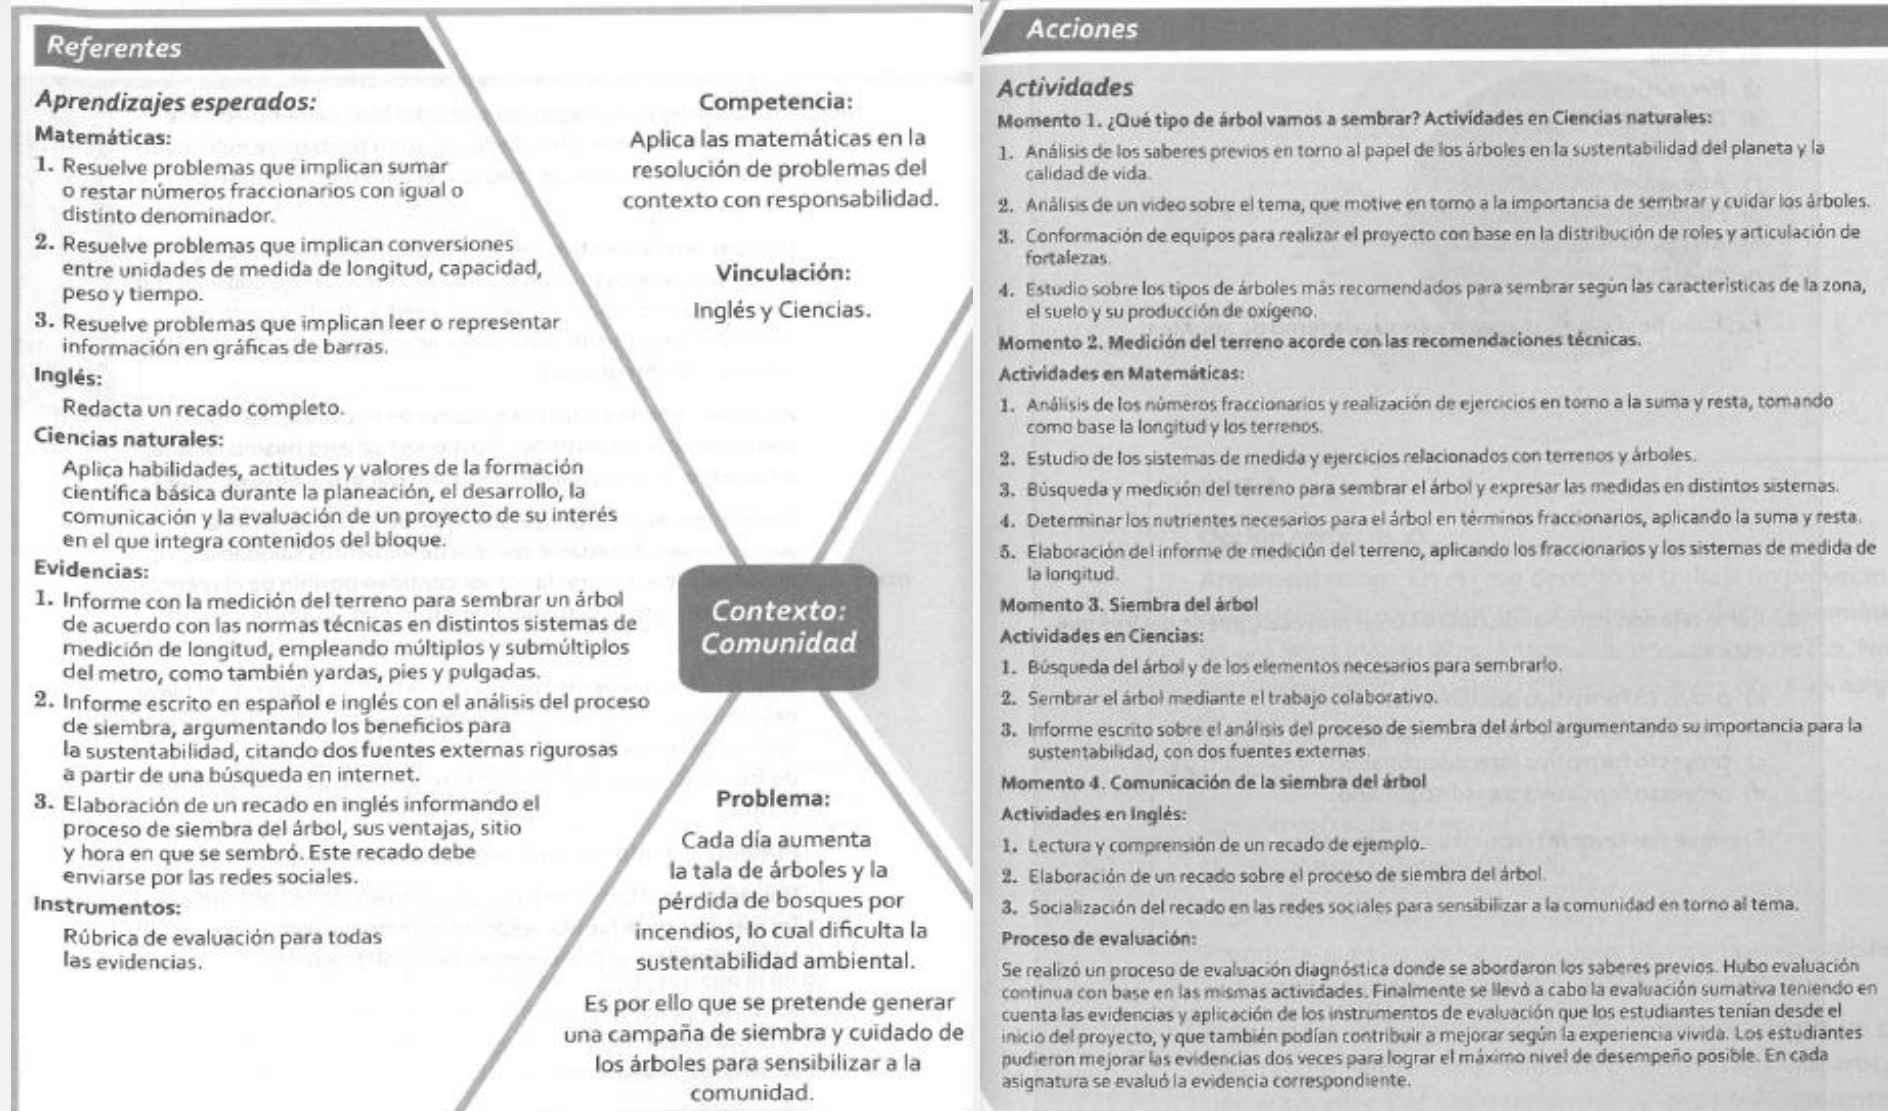 Referentes
Aprendizajes esperados:
Matemáticas:
1. Resuelve problemas que implican sumar
o restar números fraccionarios con igual o
distinto denominador.
2. Resuelve problemas que implican conversiones
entre unidades de medida de longitud, capacidad,
peso y tiempo.
3. Resuelve problemas que implican leer o representar
información en gráficas de barras.
Inglés:
Redacta un recado completo.
Ciencias naturales:
Aplica habilidades, actitudes y valores de la formación
científica básica durante la planeación, el desarrollo, la
comunicación y la evaluación de un proyecto de su interés
en el que integra contenidos del bloque.
Evidencias:
1. Informe con la medición del terreno para sembrar un árbol
de acuerdo con las normas técnicas en distintos sistemas de
medición de longitud, empleando múltiplos y submúltiplos
del metro, como también yardas, pies y pulgadas.
2. Informe escrito en español e inglés con el análisis del proceso
de siembra, argumentando los beneficios para
la sustentabilidad, citando dos fuentes externas rigurosas
a partir de una búsqueda en internet.
3. Elaboración de un recado en inglés informando el
proceso de siembra del árbol, sus ventajas, sitio
y hora en que se sembró. Este recado debe
enviarse por las redes sociales.
Instrumentos:
Rúbrica de evaluación para todas
las evidencias.
Competencia:
Aplica las matemáticas en la
resolución de problemas del
contexto con responsabilidad.
Vinculación:
Inglés y Ciencias.
Contexto:
Comunidad
Problema:
Cada día aumenta
la tala de árboles y la
pérdida de bosques por
incendios, lo cual dificulta la
sustentabilidad ambiental.
Es por ello que se pretende generar
una campaña de siembra y cuidado de
los árboles para sensibilizar a la
comunidad.
Acciones
Actividades
Momento 1. ¿Qué tipo de árbol vamos a sembrar? Actividades en Ciencias naturales:
1. Análisis de los saberes previos en torno al papel de los árboles en la sustentabilidad del planeta y la
calidad de vida.
2. Análisis de un video sobre el tema, que motive en torno a la importancia de sembrar y cuidar los árboles.
3. Conformación de equipos para realizar el proyecto con base en la distribución de roles y articulación de
fortalezas.
4. Estudio sobre los tipos de árboles más recomendados para sembrar según las características de la zona,
el suelo y su producción de oxígeno.
Momento 2. Medición del terreno acorde con las recomendaciones técnicas.
Actividades en Matemáticas:
1. Análisis de los números fraccionarios y realización de ejercicios en torno a la suma y resta, tomando
como base la longitud y los terrenos.
2. Estudio de los sistemas de medida y ejercicios relacionados con terrenos y árboles.
3. Búsqueda y medición del terreno para sembrar el árbol y expresar las medidas en distintos sistemas.
4. Determinar los nutrientes necesarios para el árbol en términos fraccionarios, aplicando la suma y resta.
5. Elaboración del informe de medición del terreno, aplicando los fraccionarios y los sistemas de medida de
la longitud.
Momento 3. Siembra del árbol
Actividades en Ciencias:
1. Búsqueda del árbol y de los elementos necesarios para sembrarlo.
2. Sembrar el árbol mediante el trabajo colaborativo.
3. Informe escrito sobre el análisis del proceso de siembra del árbol argumentando su importancia para la
sustentabilidad, con dos fuentes externas.
Momento 4. Comunicación de la siembra del árbol
Actividades en Inglés:
1. Lectura y comprensión de un recado de ejemplo.
2. Elaboración de un recado sobre el proceso de siembra del árbol.
3. Socialización del recado en las redes sociales para sensibilizar a la comunidad en torno al tema.
Proceso de evaluación:
Se realizó un proceso de evaluación diagnóstica donde se abordaron los saberes previos. Hubo evaluación
continua con base en las mismas actividades. Finalmente se llevó a cabo la evaluación sumativa teniendo en
cuenta las evidencias y aplicación de los instrumentos de evaluación que los estudiantes tenían desde el
inicio del proyecto, y que también podían contribuir a mejorar según la experiencia vivida. Los estudiantes
pudieron mejorar las evidencias dos veces para lograr el máximo nivel de desempeño posible. En cada
asignatura se evaluó la evidencia correspondiente.